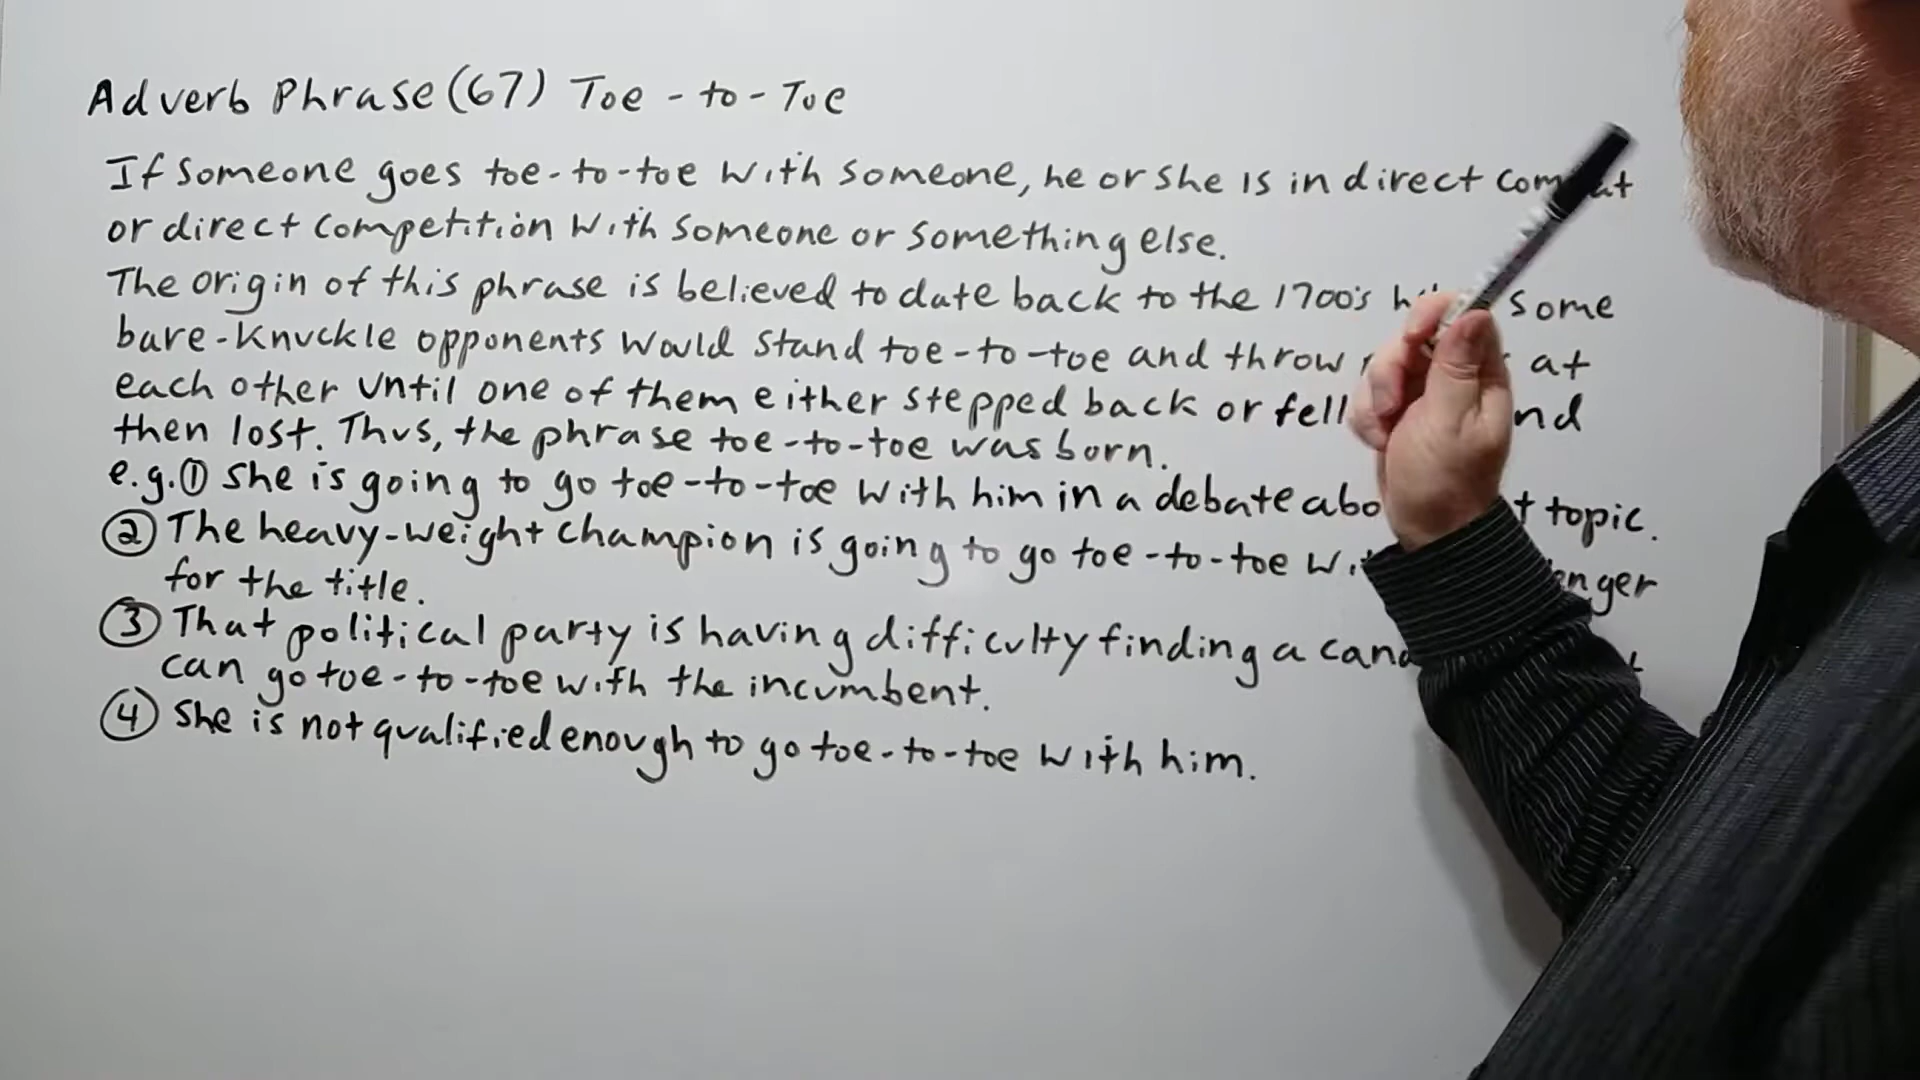 Adverb Phrase (67) Toe-to-Toe
If someone goes toe-to-toe with someone, he or she is in direct combat
or direct competition with someone or something else.
The origin of this phrase is believed to date back to the 1700's some
bare-knuckle opponents would stand toe-to-toe and throw at
each other until one of them either stepped back or fell
then lost. Thus, the phrase toe-to-toe was born.
e.g. ① She is going to go toe-to-toe with him in a debate topic.
② The heavy-weight champion is going to go toe-to-toe
for the title.
③ That political party is having difficulty finding a
can go toe-to-toe with the incumbent.
④ She is not qualified enough to go toe-to-toe with him.